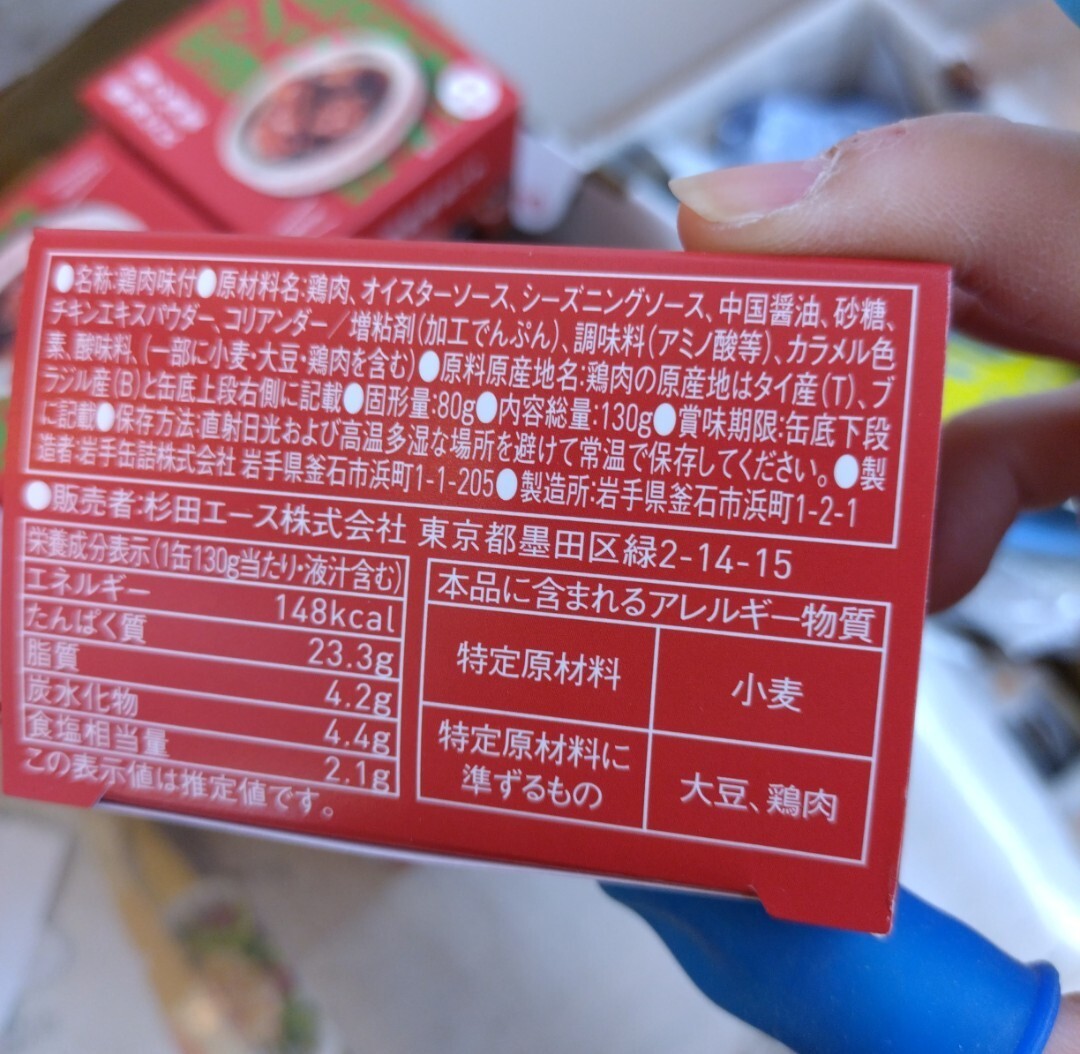 ●名称:鶏肉味付●原材料名:鶏肉、オイスターソース、シーズニングソース、中国醤油、砂糖、
チキンエキスパウダー、コリアンダー/増粘剤(加工でんぷん)、調味料(アミノ酸等)、カラメル色
素、酸味料、(一部に小麦・大豆・鶏肉を含む)●原料原産地名:鶏肉の原産地はタイ産(T)、ブ
ラジル産(B)と缶底上段右側に記載●固形量:80g●内容総量:130g●賞味期限:缶底下段
に記載●保存方法:直射日光および高温多湿な場所を避けて常温で保存してください。●製
造者:岩手缶詰株式会社 岩手県釜石市浜町1-1-205●製造所:岩手県釜石市浜町1-2-1
●販売者:杉田エース株式会社 東京都墨田区緑2-14-15
栄養成分表示(1缶130g当たり・液汁含む)
エネルギー 148kcal
たんぱく質 23.3g
脂質 4.2g
炭水化物 4.4g
食塩相当量 2.1g
この表示値は推定値です。
本品に含まれるアレルギー物質
特定原材料 小麦
特定原材料に
準ずるもの 大豆、鶏肉